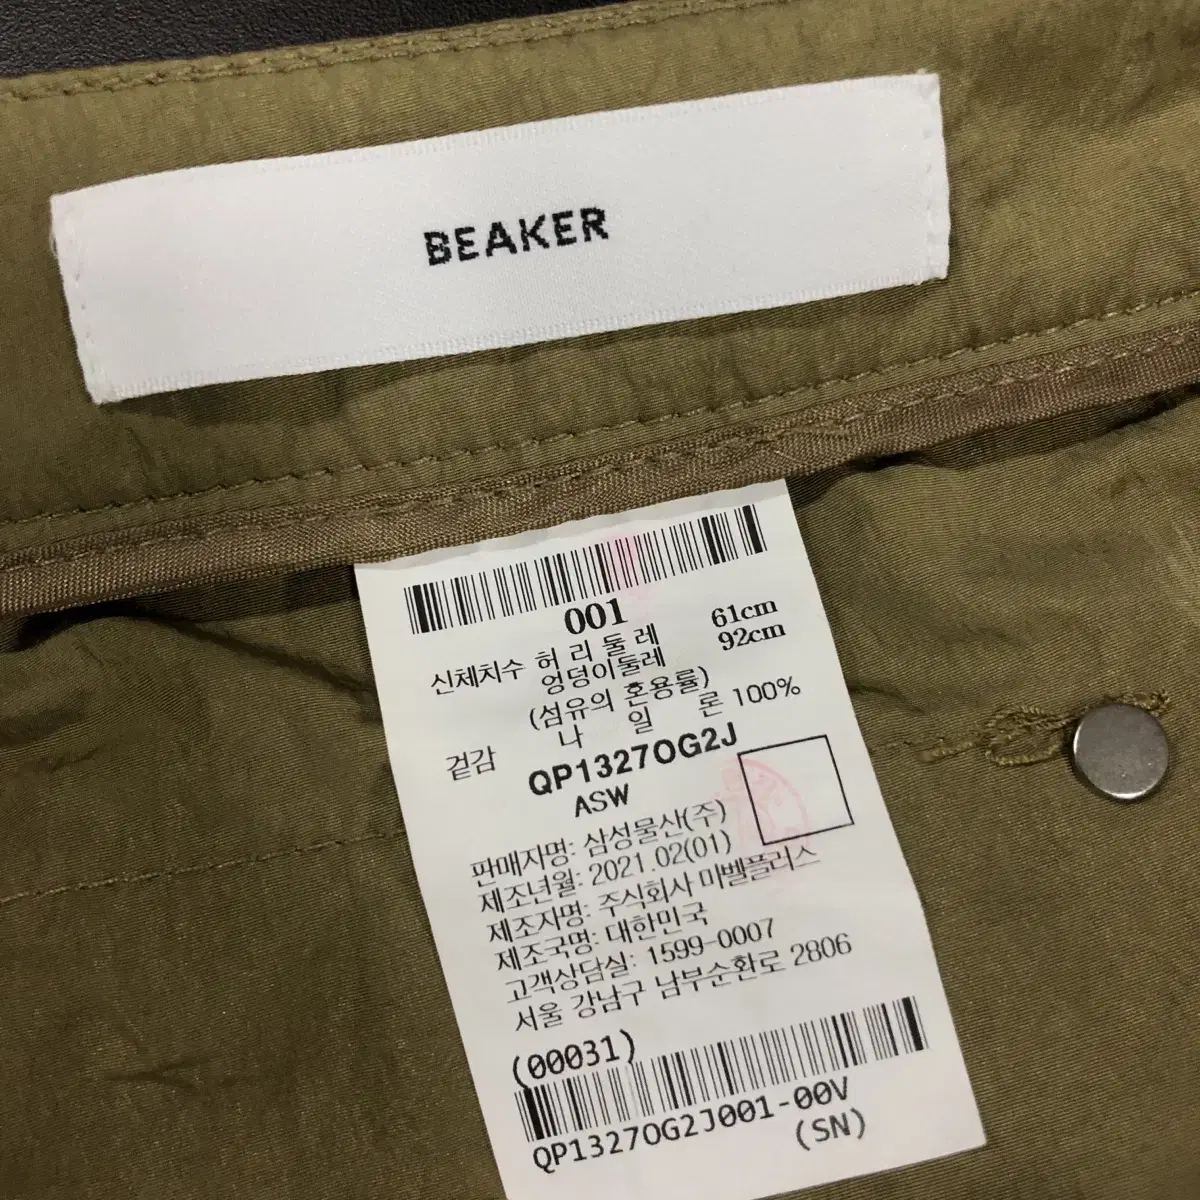 BEAKER
001
신체치수 허 리 둘 레 61cm
엉덩이둘레 92cm
(섬유의 혼용률)
겉감 나 일 론 100%
QP1327OG2J
ASW
판매자명: 삼성물산(주)
제조년월: 2021.02(01)
제조자명: 주식회사 미벨플러스
제조국명: 대한민국
고객상담실: 1599-0007
서울 강남구 남부순환로 2806
(00031)
QP1327OG2J001-00V
(SN)